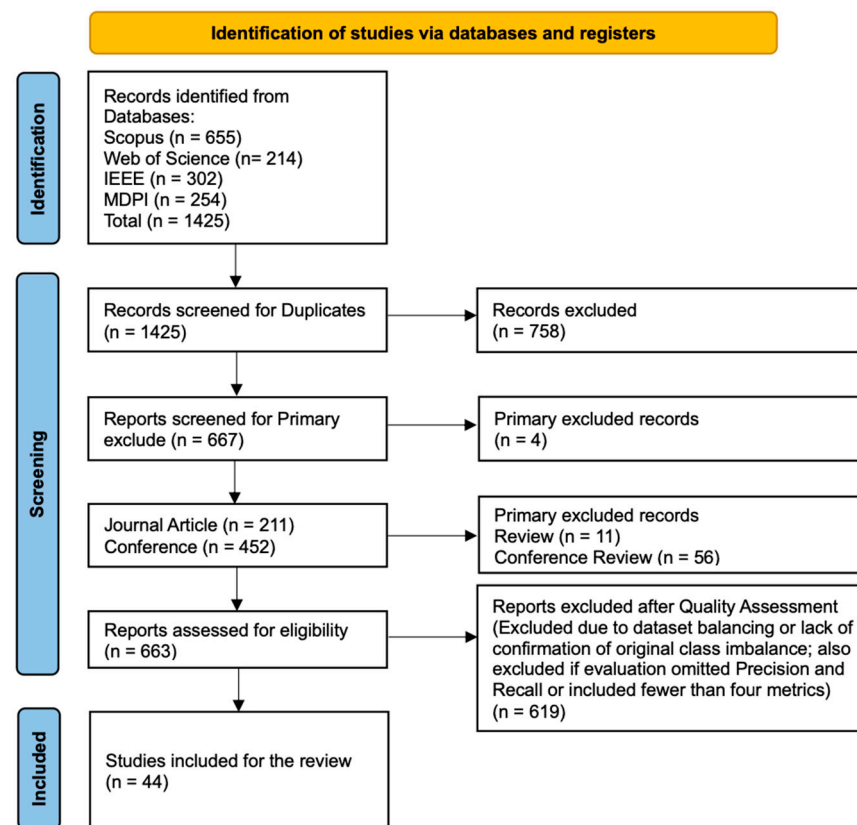 Identification of studies via databases and registers
Identification
Records identified from
Databases:
Scopus (n = 655)
Web of Science (n= 214)
IEEE (n = 302)
MDPI (n = 254)
Total (n = 1425)
Screening
Records screened for Duplicates
(n = 1425)
Records excluded
(n = 758)
Reports screened for Primary
exclude (n = 667)
Primary excluded records
(n = 4)
Journal Article (n = 211)
Conference (n = 452)
Primary excluded records
Review (n = 11)
Conference Review (n = 56)
Reports assessed for eligibility
(n = 663)
Reports excluded after Quality Assessment
(Excluded due to dataset balancing or lack of
confirmation of original class imbalance; also
excluded if evaluation omitted Precision and
Recall or included fewer than four metrics)
(n = 619)
Included
Studies included for the review
(n = 44)